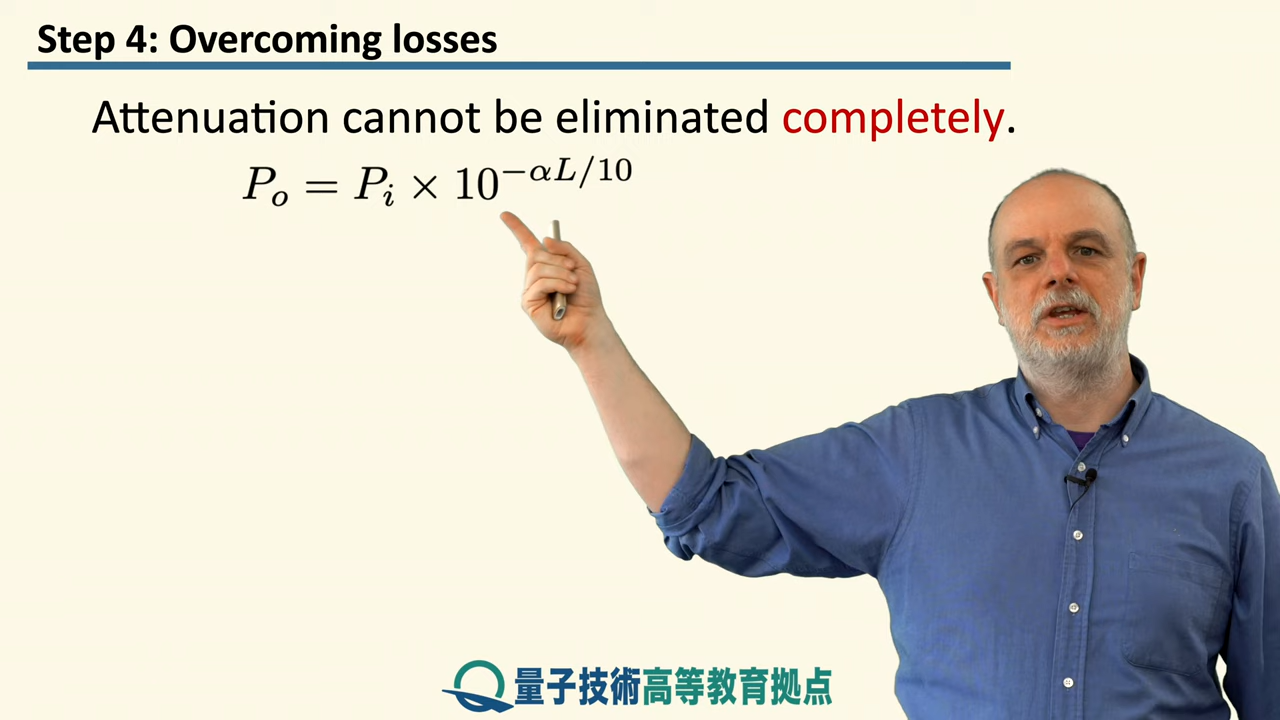 Step 4: Overcoming losses
Attenuation cannot be eliminated completely.
P_o = P_i × 10^{-αL/10}
量子技術高等教育拠点